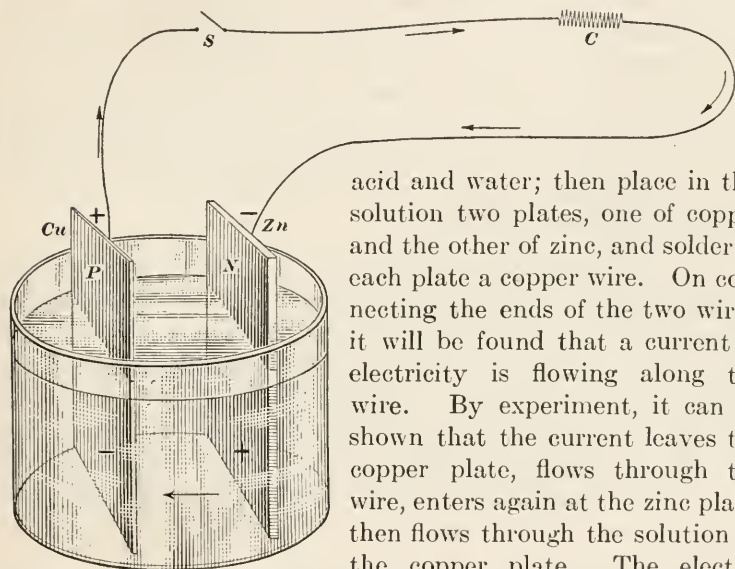 S
C
+ −
Cu Zn
P N
− +
acid and water; then place in th
solution two plates, one of copp
and the other of zinc, and solder
each plate a copper wire. On co
necting the ends of the two wir
it will be found that a current
electricity is flowing along t
wire. By experiment, it can
shown that the current leaves t
copper plate, flows through t
wire, enters again at the zinc pla
then flows through the solution
the copper plate. The elect